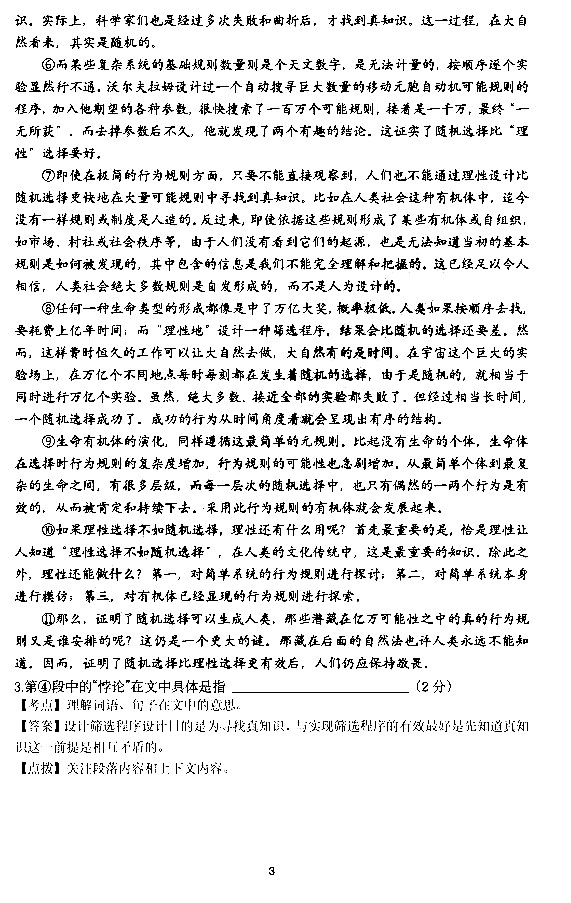 识。实际上，科学家们也是经过多次失败和曲折后，才找到真知识。这一过程，在大自
然看来，其实是随机的。
⑥而某些复杂系统的基础规则数量则是个天文数字，是无法计量的，按顺序逐个实
验显然行不通。沃尔夫拉姆设计过一个自动搜寻巨大数量的移动元胞自动机可能规则的
程序，加入他期望的各种参数，很快搜索了一百万个可能规则，接着是一千万，最终“一
无所获”。而去掉参数后不久，他就发现了两个有趣的结论。这证实了随机选择比“理
性”选择要好。
⑦即使在极简的行为规则方面，只要不能直接观察到，人们也不能通过理性设计比
随机选择更快地在大量可能规则中寻找到真知识。比如在人类社会这种有机体中，迄今
没有一样规则或制度是人造的。反过来，即使依据这些规则形成了某些有机体或自组织，
如市场、村社或社会秩序等，由于人们没有看到它们的起源，也是无法知道当初的基本
规则是如何被发现的，其中包含的信息是我们不能完全理解和把握的。这已经足以令人
相信，人类社会绝大多数规则是自发形成的，而不是人为设计的。
⑧任何一种生命类型的形成都像是中了万亿大奖，概率极低。人类如果按顺序去找，
要耗费上亿年时间；而“理性地”设计一种筛选程序，结果会比随机的选择还要差。然
而，这样费时恒久的工作可以让大自然去做，大自然有的是时间。在宇宙这个巨大的实
验场上，在万亿个不同地点每时每刻都在发生着随机的选择，由于是随机的，就相当于
同时进行万亿个实验。虽然，绝大多数、接近全部的实验都失败了。但经过相当长时间，
一个随机选择成功了。成功的行为从时间角度看就会呈现出有序的结构。
⑨生命有机体的演化，同样遵循这最简单的元规则。比起没有生命的个体，生命体
在选择时行为规则的复杂度增加，行为规则的可能性也急剧增加。从最简单个体到最复
杂的生命之间，有很多层级，而每一层次的随机选择中，也只有偶然的一两个行为是有
效的，从而被肯定和持续下去。采用此行为规则的有机体就会发展起来。
⑩如果理性选择不如随机选择，理性还有什么用呢？首先最重要的是，恰是理性让
人知道“理性选择不如随机选择”，在人类的文化传统中，这是最重要的知识。除此之
外，理性还能做什么？第一，对简单系统的行为规则进行探讨；第二，对简单系统本身
进行模仿；第三，对有机体已经显现的行为规则进行探索。
⑪那么，证明了随机选择可以生成人类，那些潜藏在亿万可能性之中的真的行为规
则又是谁安排的呢？这仍是一个更大的谜。那藏在后面的自然法也许人类永远不能知
道。因而，证明了随机选择比理性选择更有效后，人们仍应保持敬畏。
3.第④段中的“悖论”在文中具体是指 ____________________（2 分）
【考点】理解词语、句子在文中的意思。
【答案】设计筛选程序设计目的是为寻找真知识，与实现筛选程序的有效最好是先知道真知
识这一前提是相互矛盾的。
【点拨】关注段落内容和上下文内容。
3